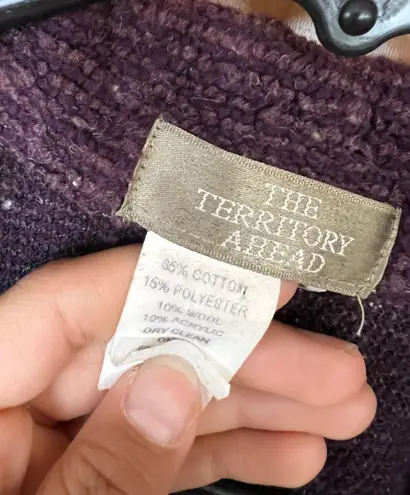 THE
TERRITORY
AHEAD
65% COTTON
15% POLYESTER
10% WOOL
10% ACRYLIC
DRY CLEAN